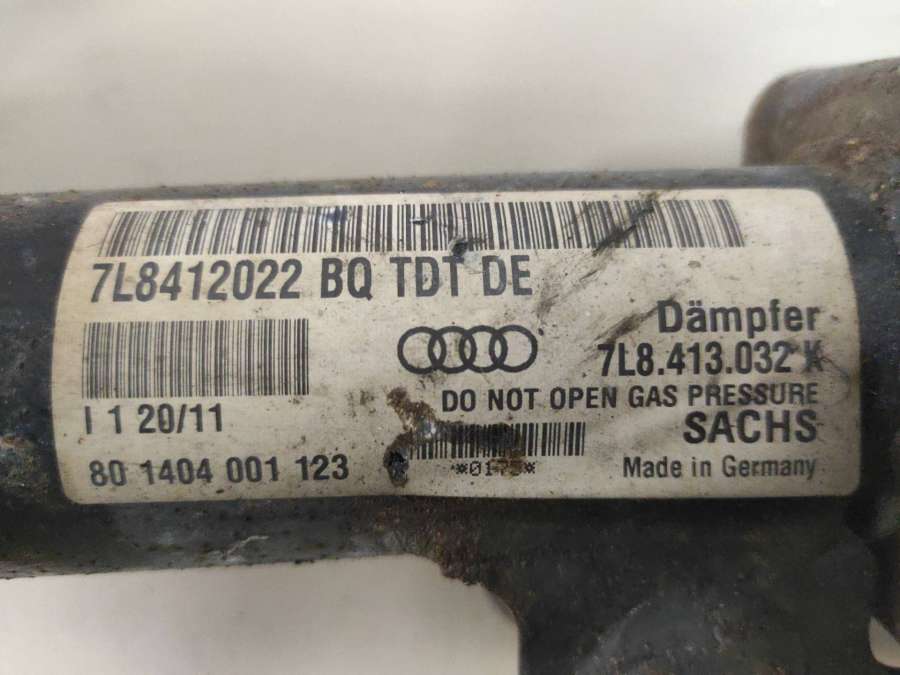 7L8412022 BQ TDT DE
Dämpfer
7L8.413.032 K
DO NOT OPEN GAS PRESSURE
I 1 20/11
SACHS
80 1404 001 123
Made in Germany